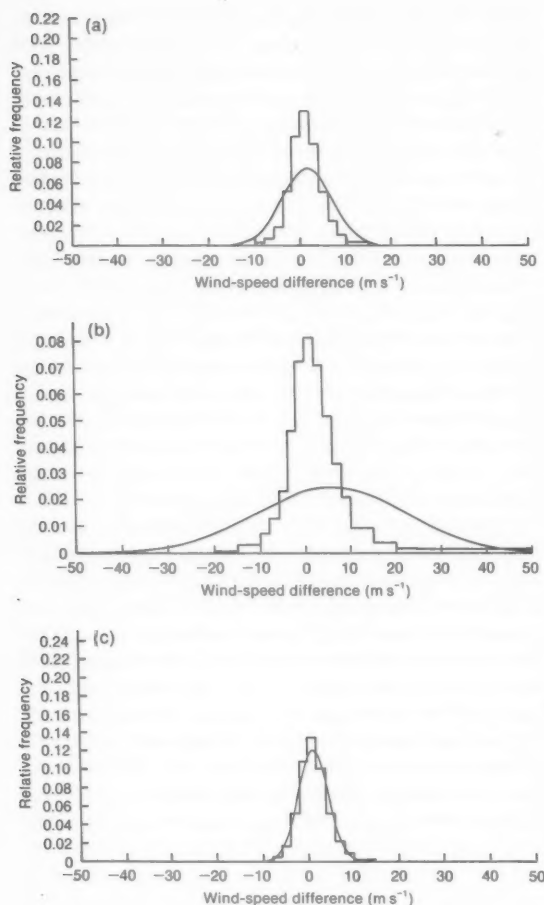 (a)
Relative frequency
0.22
0.20
0.18
0.16
0.14
0.12
0.10
0.08
0.06
0.04
0.02
0
−50 −40 −30 −20 −10 0 10 20 30 40 50
Wind-speed difference (m s⁻¹)
(b)
Relative frequency
0.08
0.07
0.06
0.05
0.04
0.03
0.02
0.01
0
−50 −40 −30 −20 −10 0 10 20 30 40 50
Wind-speed difference (m s⁻¹)
(c)
Relative frequency
0.24
0.22
0.20
0.18
0.16
0.14
0.12
0.10
0.08
0.06
0.04
0.02
0
−50 −40 −30 −20 −10 0 10 20 30 40 50
Wind-speed difference (m s⁻¹)